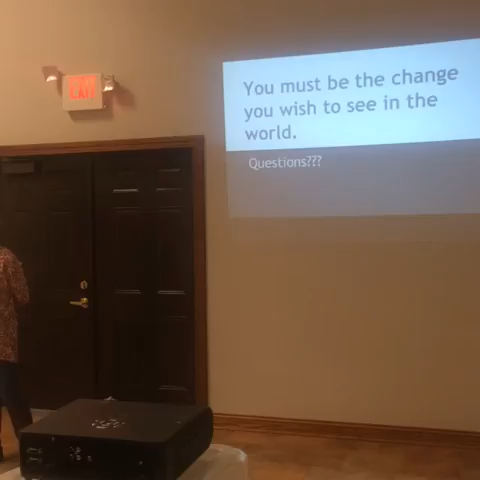 EXIT
You must be the change
you wish to see in the
world.
Questions???